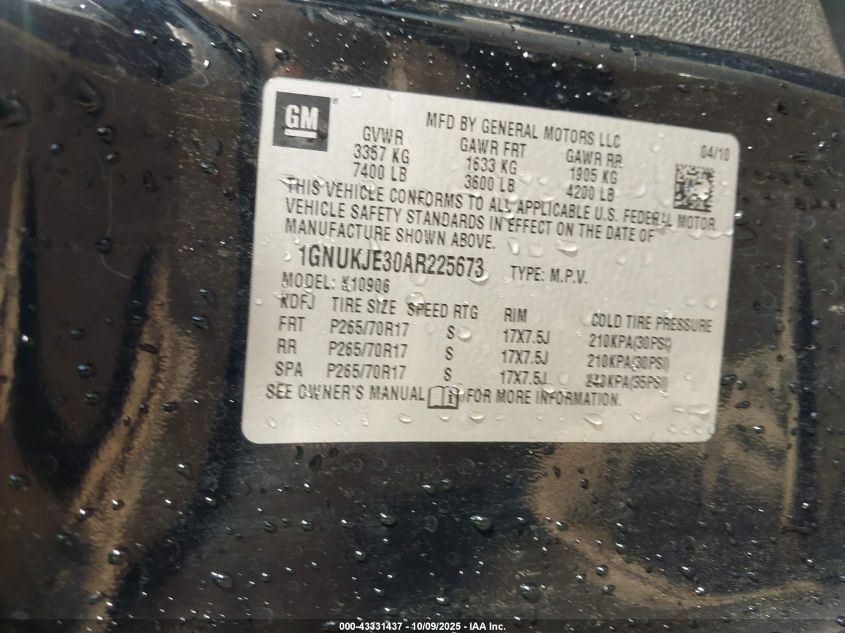 GM
MFD BY GENERAL MOTORS LLC
04/10
GVWR GAWR FRT GAWR RR
3357 KG 1633 KG 1905 KG
7400 LB 3600 LB 4200 LB
THIS VEHICLE CONFORMS TO ALL APPLICABLE U.S. FEDERAL MOTOR
VEHICLE SAFETY STANDARDS IN EFFECT ON THE DATE OF
MANUFACTURE SHOWN ABOVE.
1GNUKJE30AR225673 TYPE: M.P.V.
MODEL: K10906
KDFJ TIRE SIZE SPEED RTG RIM COLD TIRE PRESSURE
FRT P265/70R17 S 17X7.5J 210KPA(30PSI)
RR P265/70R17 S 17X7.5J 210KPA(30PSI)
SPA P265/70R17 S 17X7.5J 240KPA(35PSI)
SEE OWNER'S MANUAL FOR MORE INFORMATION.
000-43331437 - 10/09/2025 - IAA Inc.